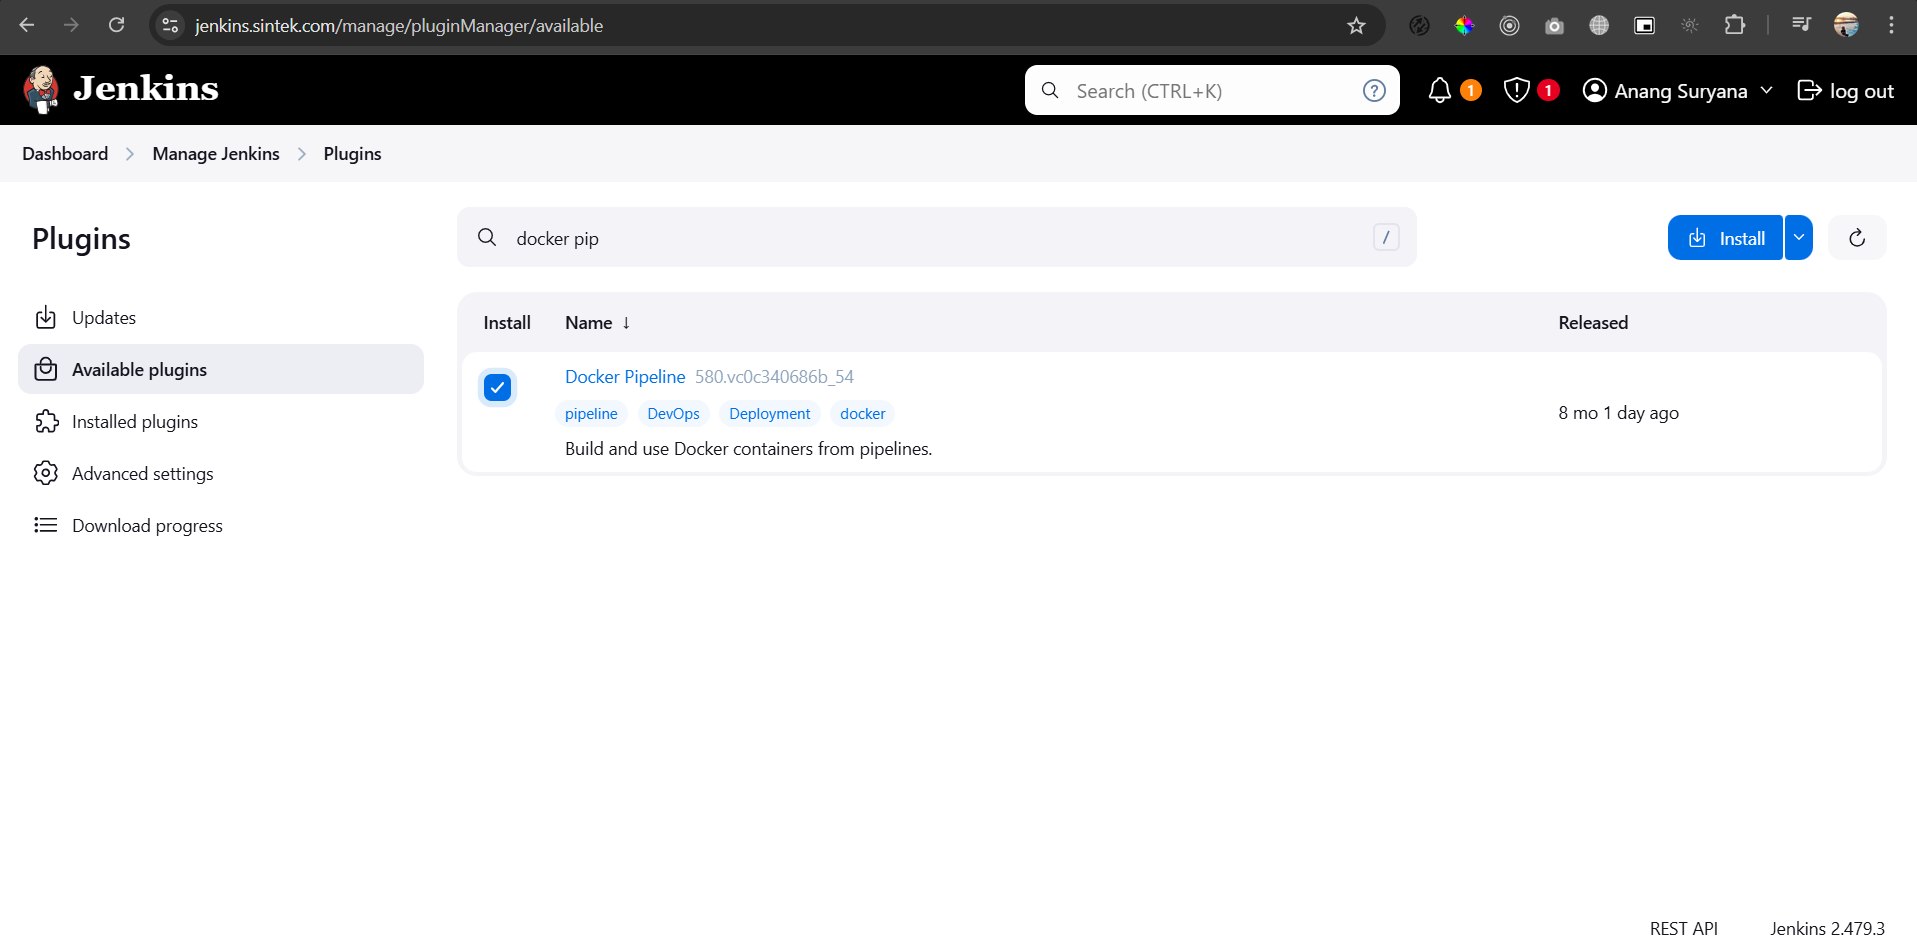 jenkins.sintek.com/manage/pluginManager/available
Jenkins
Search (CTRL+K)
?
1
1
Anang Suryana
log out
Dashboard
Manage Jenkins
Plugins
Plugins
docker pip
/
Install
Updates
Available plugins
Installed plugins
Advanced settings
Download progress
Install Name ↓ Released
Docker Pipeline 580.vc0c340686b_54
pipeline DevOps Deployment docker
8 mo 1 day ago
Build and use Docker containers from pipelines.
REST API Jenkins 2.479.3